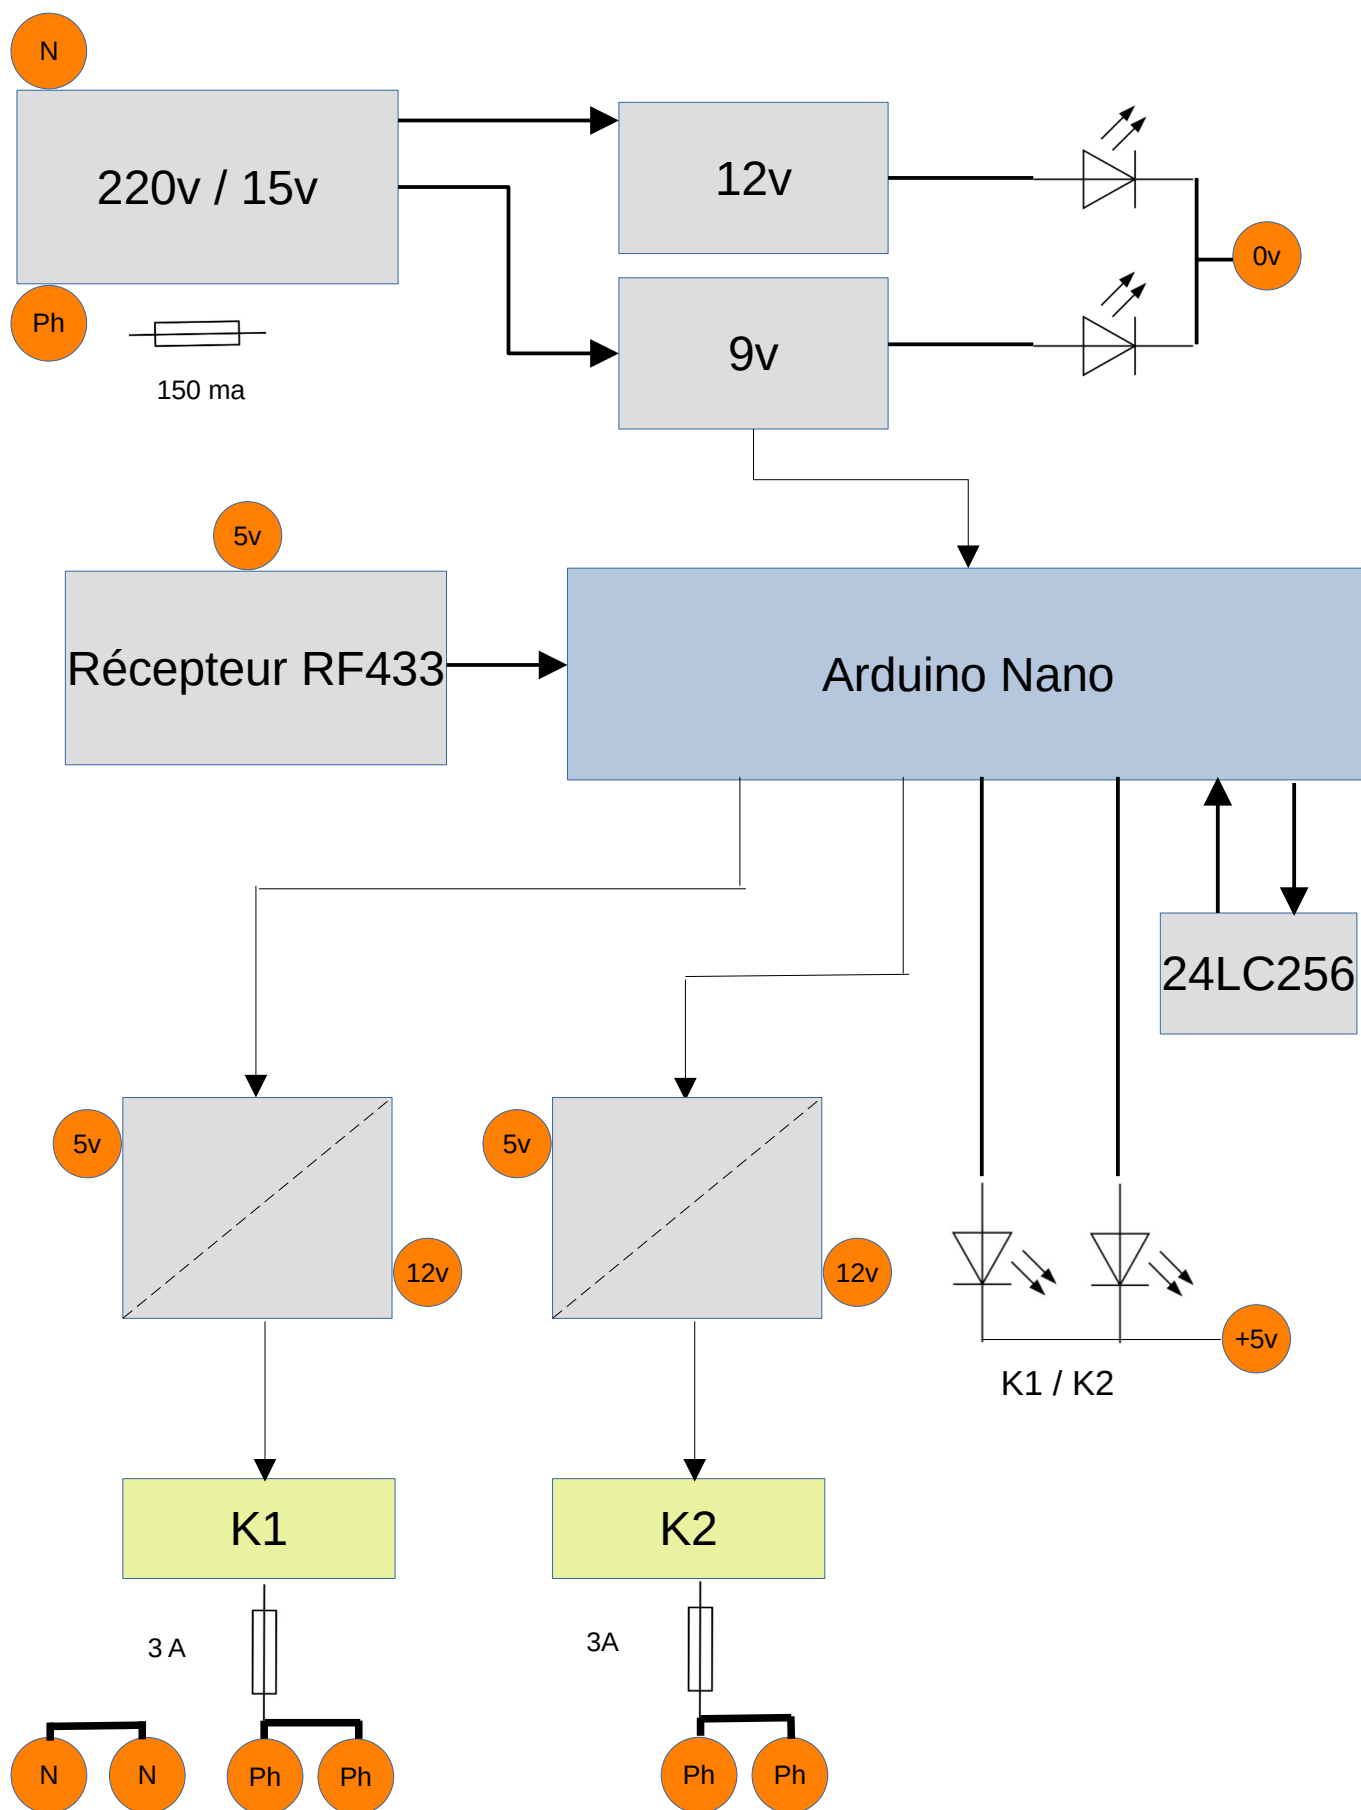 N
220v / 15v
12v
0v
Ph
9v
150 ma
5v
Récepteur RF433
Arduino Nano
24LC256
5v
5v
12v
12v
+5v
K1 / K2
K1
K2
3 A
3A
N
N
Ph
Ph
Ph
Ph